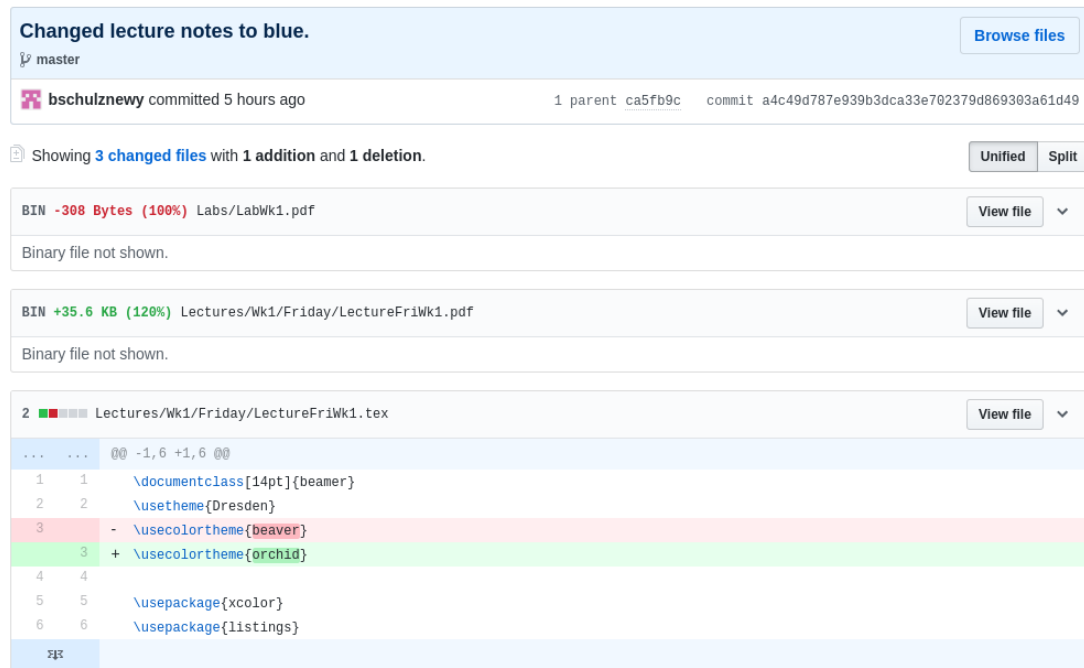 Changed lecture notes to blue.
Browse files
master
bschulznewy committed 5 hours ago 1 parent ca5fb9c commit a4c49d787e939b3dca33e702379d869303a61d49
Showing 3 changed files with 1 addition and 1 deletion. Unified Split
BIN -308 Bytes (100%) Labs/LabWk1.pdf View file
Binary file not shown.
BIN +35.6 KB (120%) Lectures/Wk1/Friday/LectureFriWk1.pdf View file
Binary file not shown.
2 Lectures/Wk1/Friday/LectureFriWk1.tex View file
... ... @@ -1,6 +1,6 @@
1 1 \documentclass[14pt]{beamer}
2 2 \usetheme{Dresden}
3 - \usecolortheme{beaver}
3 + \usecolortheme{orchid}
4 4
5 5 \usepackage{xcolor}
6 6 \usepackage{listings}